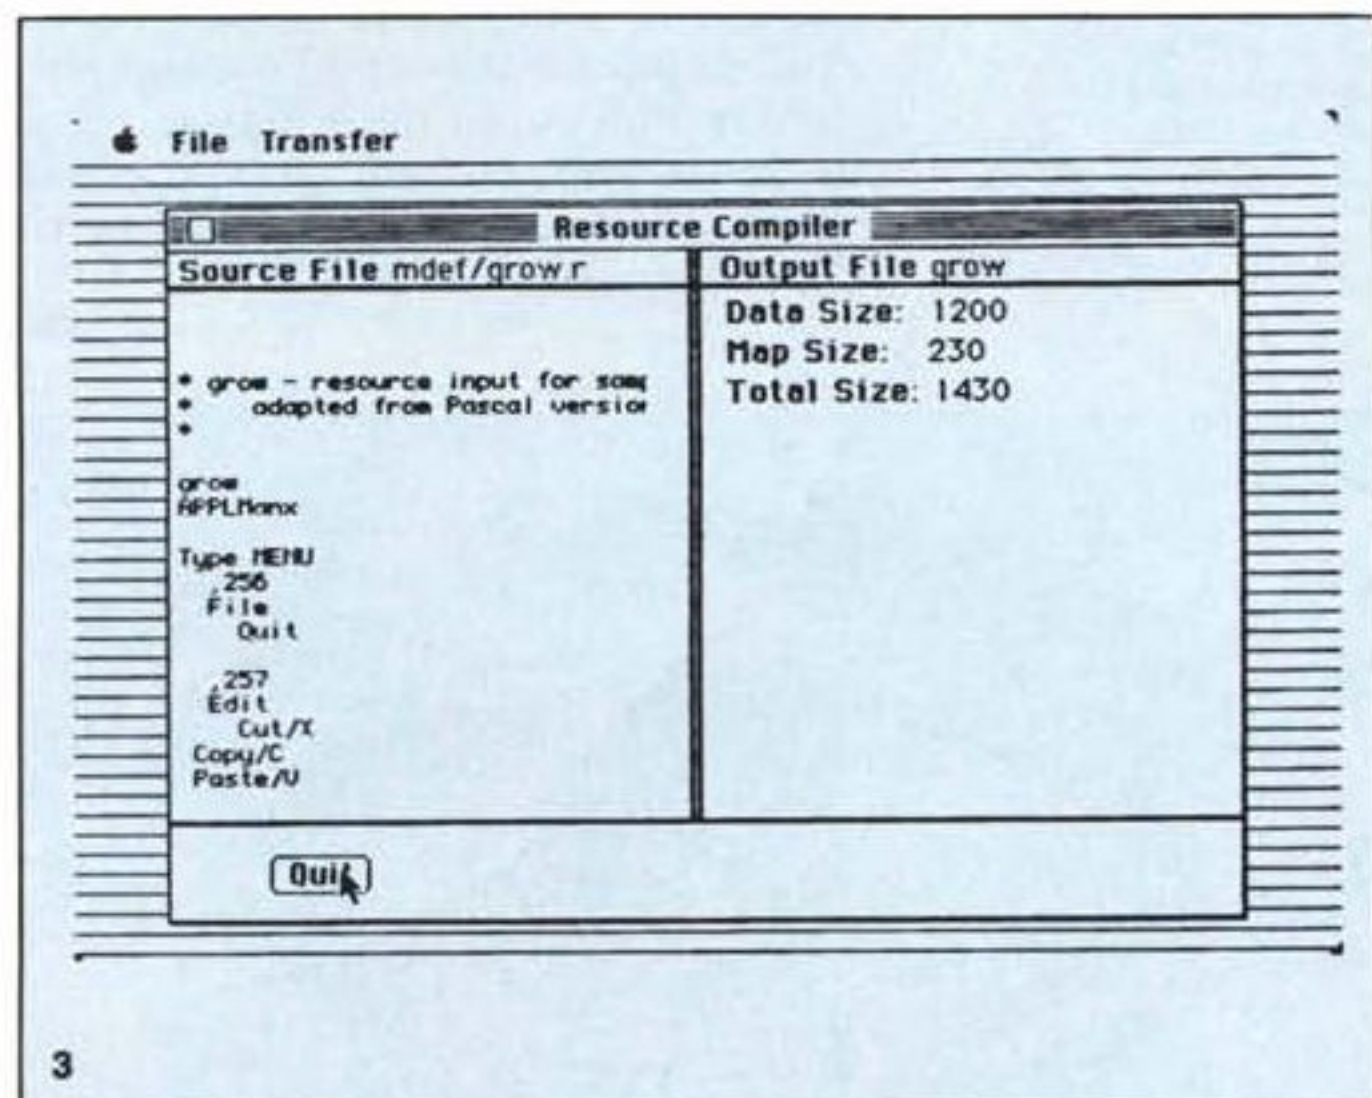 File Transfer
Resource Compiler
Source File mdef/grow.r
* grow - resource input for
* adapted from Pascal
*
grow
APPLManx
Type MENU
,256
File
Quit
,257
Edit
Cut/X
Copy/C
Paste/V
Output File grow
Data Size: 1200
Map Size: 230
Total Size: 1430
Quit
3